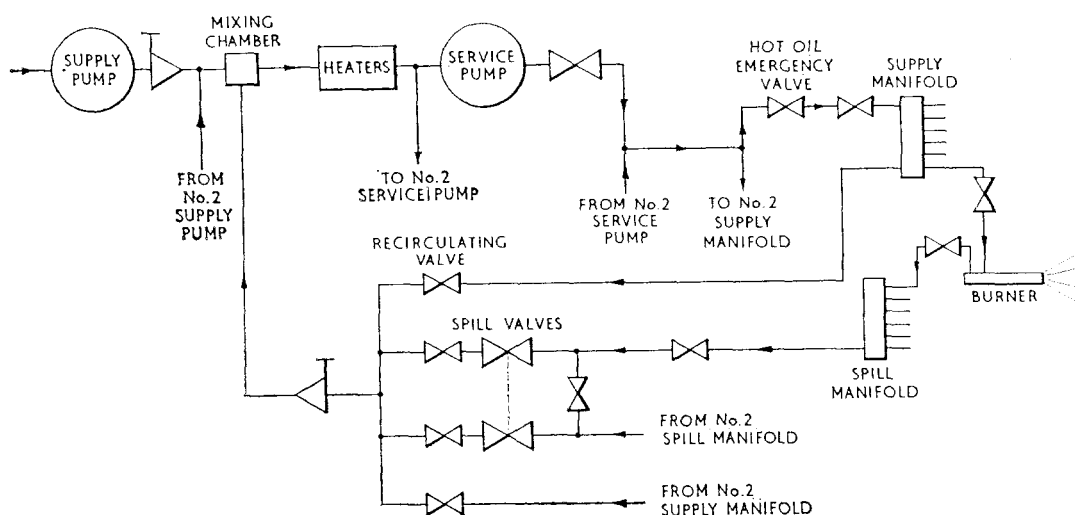 SUPPLY
PUMP
MIXING
CHAMBER
HEATERS
SERVICE
PUMP
HOT OIL
EMERGENCY
VALVE
SUPPLY
MANIFOLD
FROM
No.2
SUPPLY
PUMP
TO No.2
SERVICE PUMP
FROM No.2
SERVICE
PUMP
TO No.2
SUPPLY
MANIFOLD
RECIRCULATING
VALVE
BURNER
SPILL VALVES
SPILL
MANIFOLD
FROM No.2
SPILL MANIFOLD
FROM No.2
SUPPLY MANIFOLD